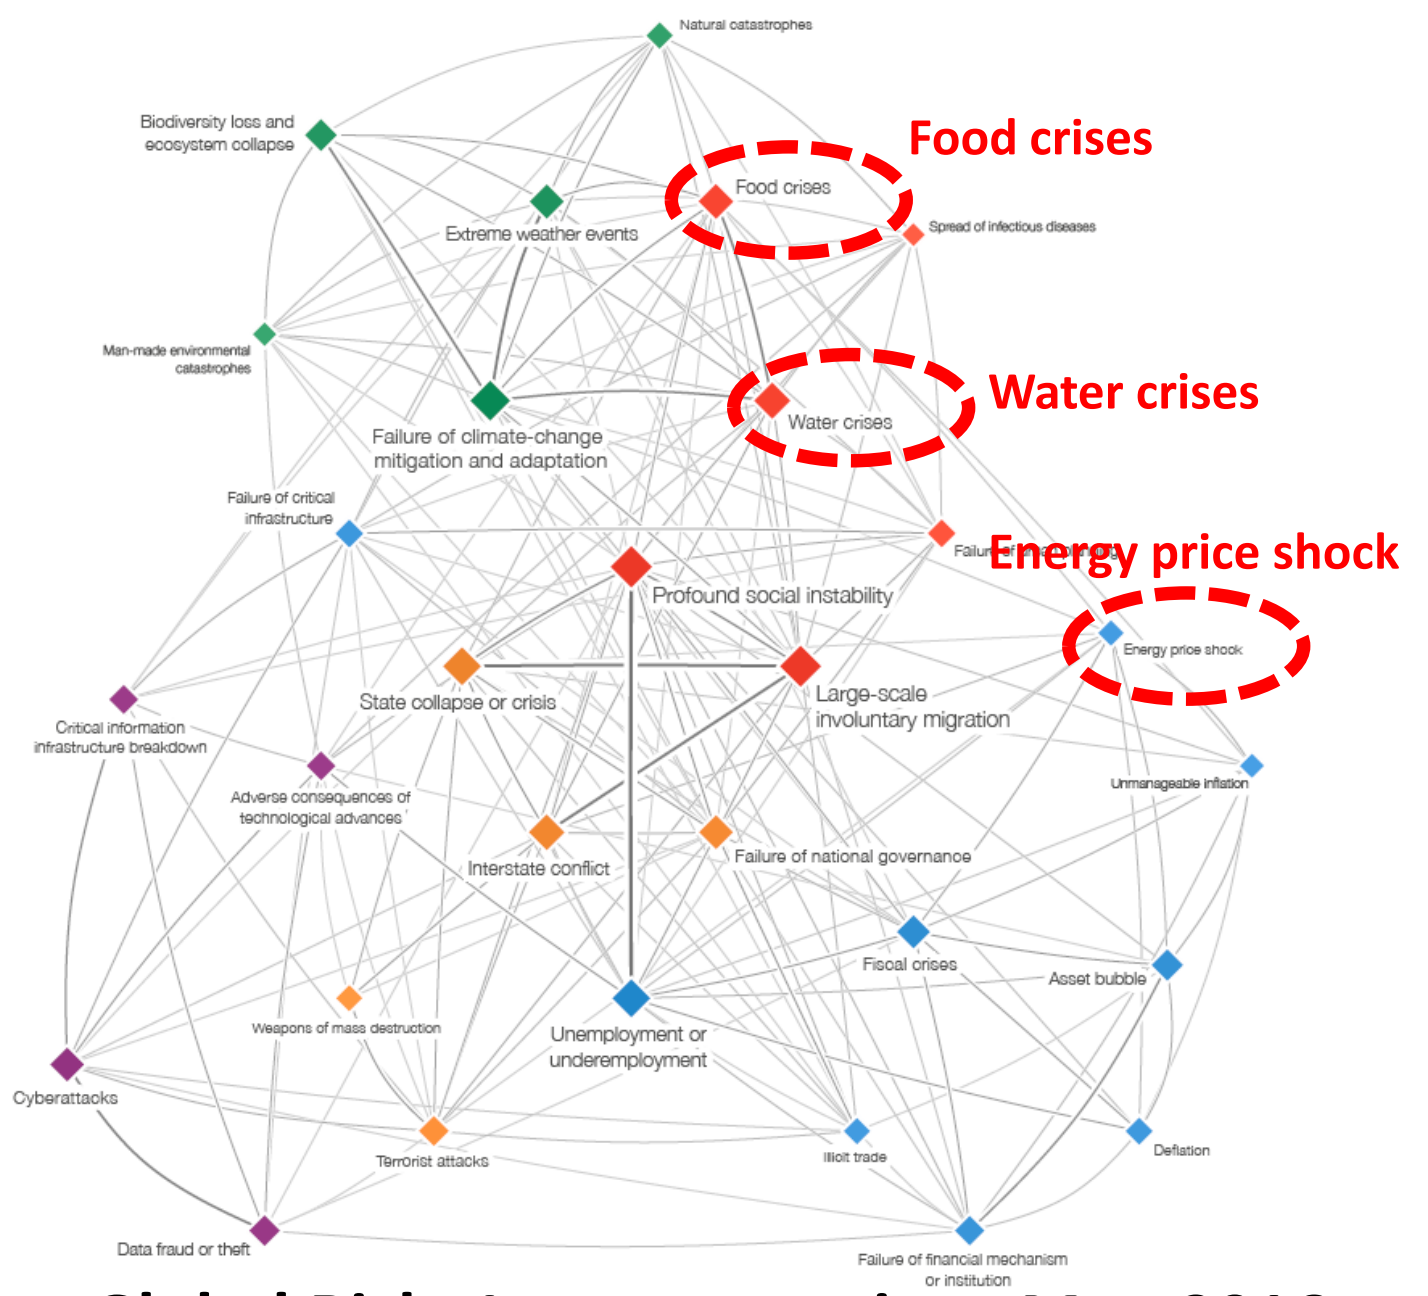 Natural catastrophes
Biodiversity loss and
ecosystem collapse
Food crises
Food crises
Extreme weather events
Spread of infectious diseases
Man-made environmental
catastrophes
Water crises
Water crises
Failure of climate-change
mitigation and adaptation
Failure of critical
infrastructure
Failure of
Energy price shock
Profound social instability
Energy price shock
State collapse or crisis
Large-scale
involuntary migration
Critical information
infrastructure breakdown
Unmanageable inflation
Adverse consequences of
technological advances
Interstate conflict
Failure of national governance
Fiscal crises
Asset bubble
Weapons of mass destruction
Unemployment or
underemployment
Cyberattacks
Terrorist attacks
Illicit trade
Deflation
Data fraud or theft
Failure of financial mechanism
or institution